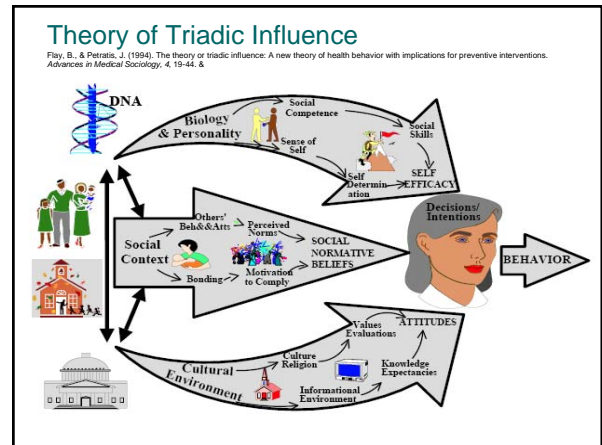 Theory of Triadic Influence
Flay, B., & Petratis, J. (1994). The theory or triadic influence: A new theory of health behavior with implications for preventive interventions.
Advances in Medical Sociology, 4, 19-44. &
DNA
Biology
& Personality
Social
Competence
Sense of
Self
Social
Skills
Self
Determin
ation
SELF
EFFICACY
Social
Context
Others'
Beh&&Atts
Perceived
Norms
Bonding
Motivation
to Comply
SOCIAL
NORMATIVE
BELIEFS
Decisions/
Intentions
BEHAVIOR
Cultural
Environment
Culture
Religion
Informational
Environment
Values
Evaluations
Knowledge
Expectancies
ATTITUDES